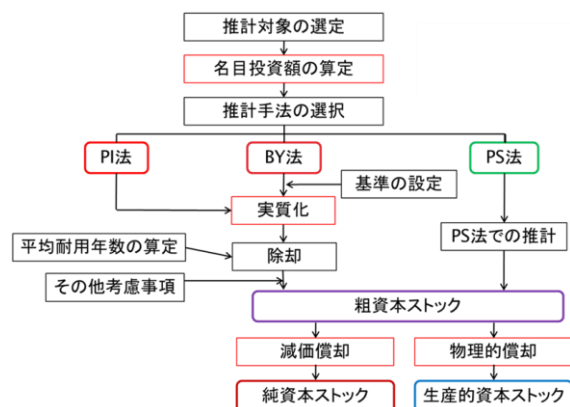 推計対象の選定
名目投資額の算定
推計手法の選択
PI法
BY法
PS法
基準の設定
実質化
平均耐用年数の算定
除却
PS法での推計
その他考慮事項
粗資本ストック
減価償却
物理的償却
純資本ストック
生産的資本ストック